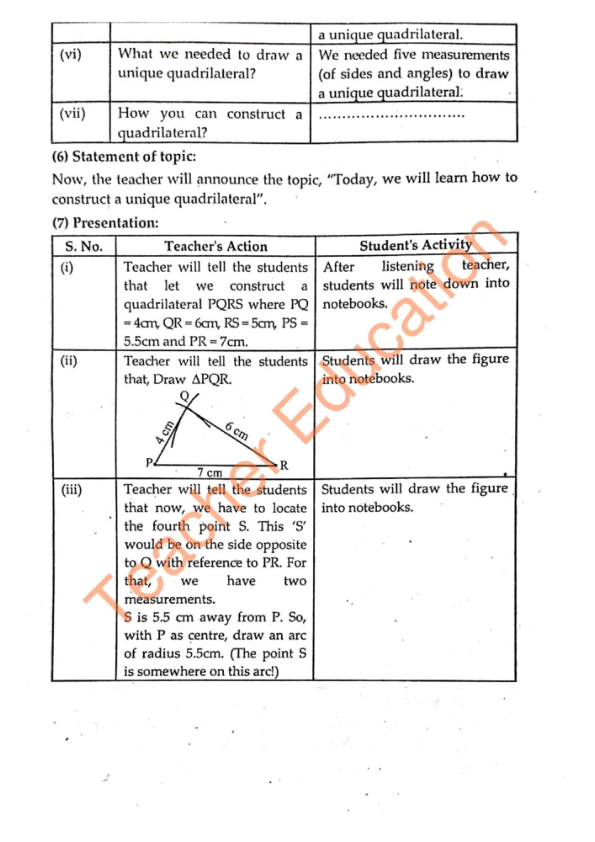 a unique quadrilateral.
(vi) What we needed to draw a unique quadrilateral? We needed five measurements (of sides and angles) to draw a unique quadrilateral.
(vii) How you can construct a quadrilateral? ................................
(6) Statement of topic:
Now, the teacher will announce the topic, "Today, we will learn how to
construct a unique quadrilateral".
(7) Presentation:
S. No. Teacher's Action Student's Activity
(i) Teacher will tell the students that let we construct a quadrilateral PQRS where PQ = 4cm, QR = 6cm, RS = 5cm, PS = 5.5cm and PR = 7cm. After listening teacher, students will note down into notebooks.
(ii) Teacher will tell the students that, Draw ΔPQR. Students will draw the figure into notebooks.
Q
4 cm
6 cm
P
R
7 cm
(iii) Teacher will tell the students that now, we have to locate the fourth point S. This 'S' would be on the side opposite to Q with reference to PR. For that, we have two measurements. Students will draw the figure into notebooks.
S is 5.5 cm away from P. So, with P as centre, draw an arc of radius 5.5cm. (The point S is somewhere on this arc!)
Teacher Education